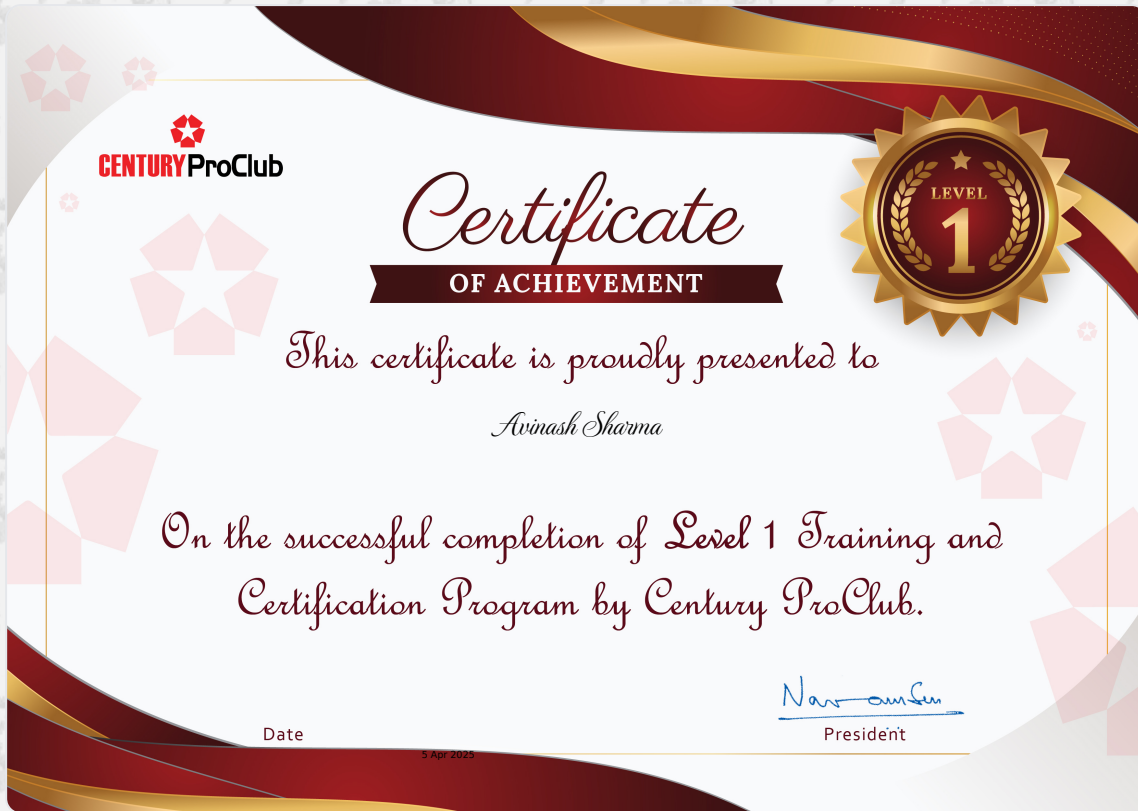 CENTURY ProClub
LEVEL
1
Certificate
OF ACHIEVEMENT
This certificate is proudly presented to
Avinash Sharma
On the successful completion of Level 1 Training and
Certification Program by Century ProClub.
Date
President
5 Apr 2025